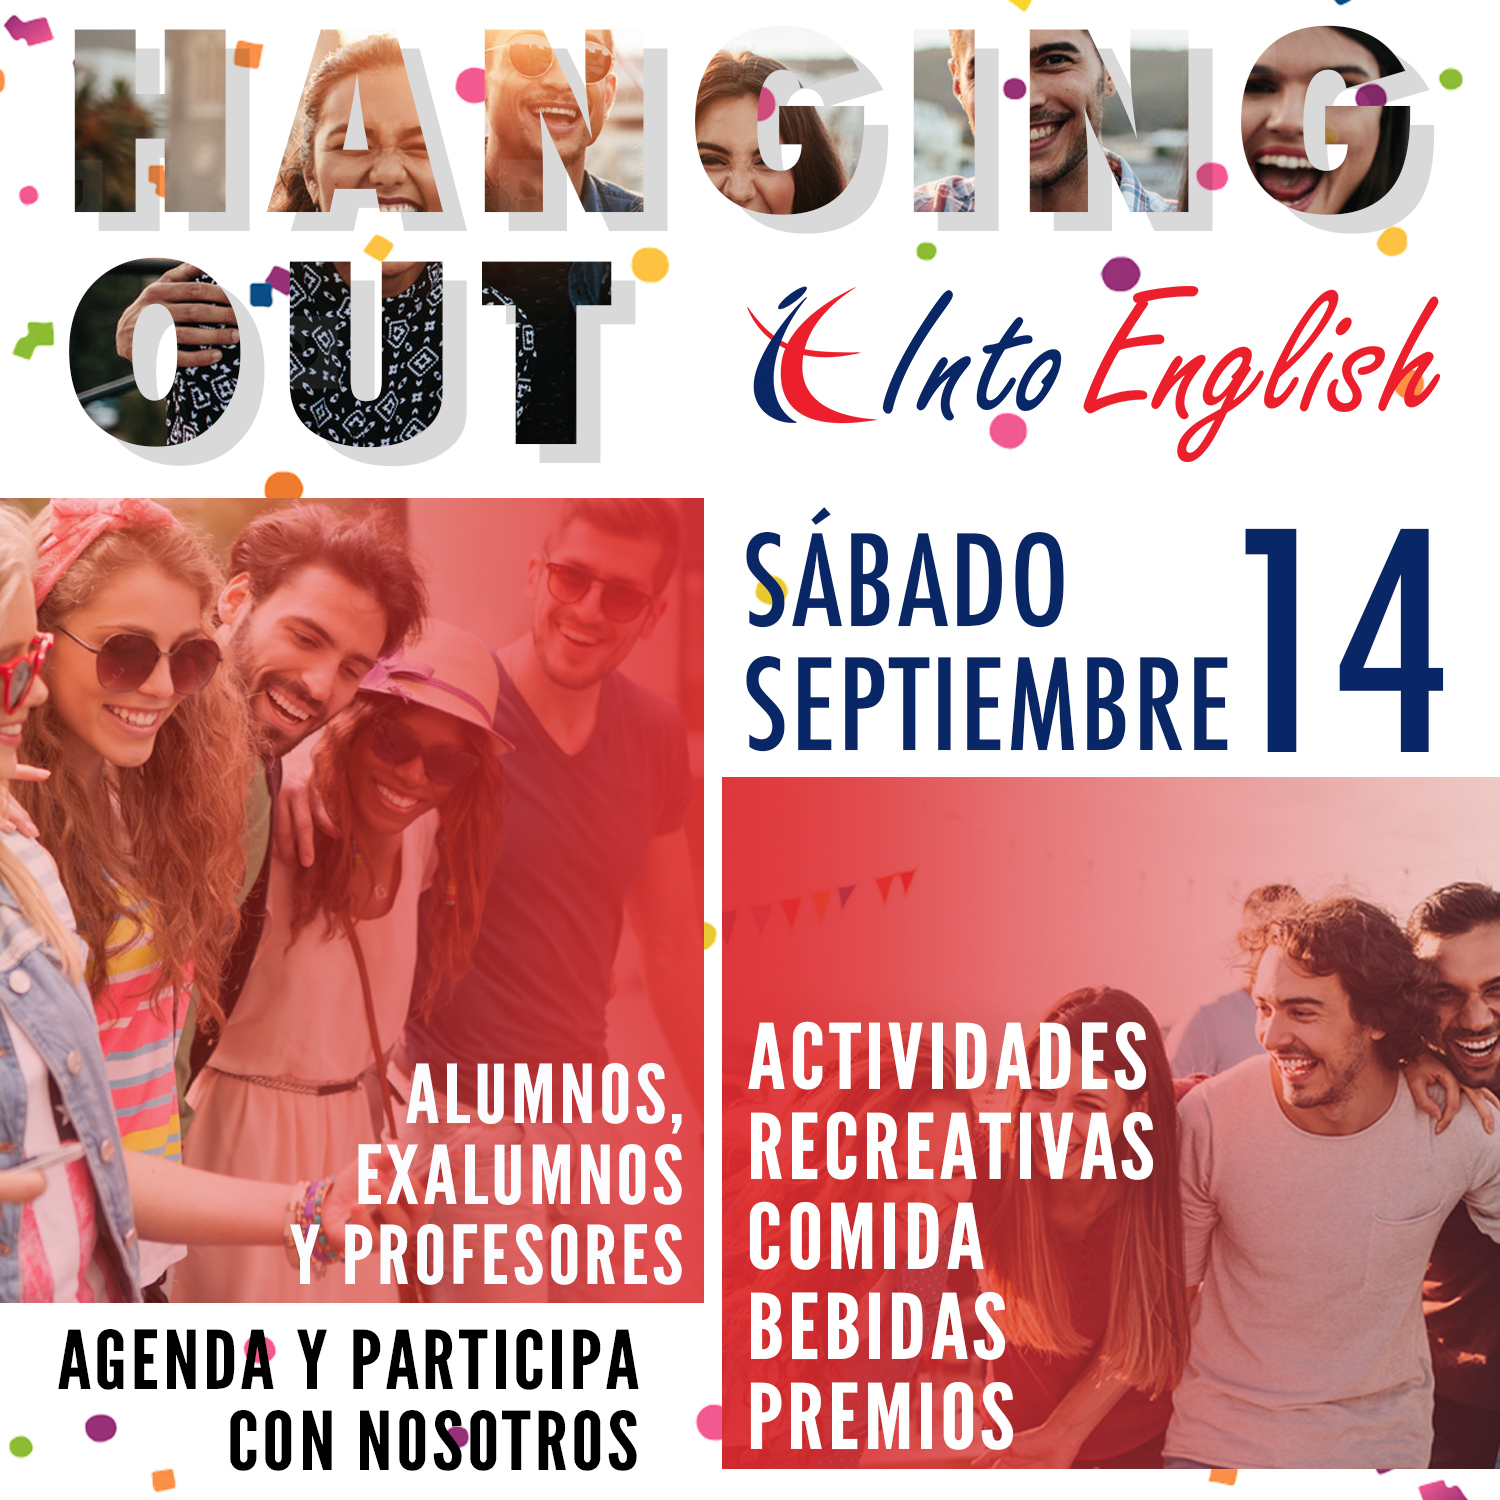 HANGING
OUT
Into English
SÁBADO
SEPTIEMBRE 14
ALUMNOS,
EXALUMNOS
Y PROFESORES
ACTIVIDADES
RECREATIVAS
COMIDA
BEBIDAS
PREMIOS
AGENDA Y PARTICIPA
CON NOSOTROS